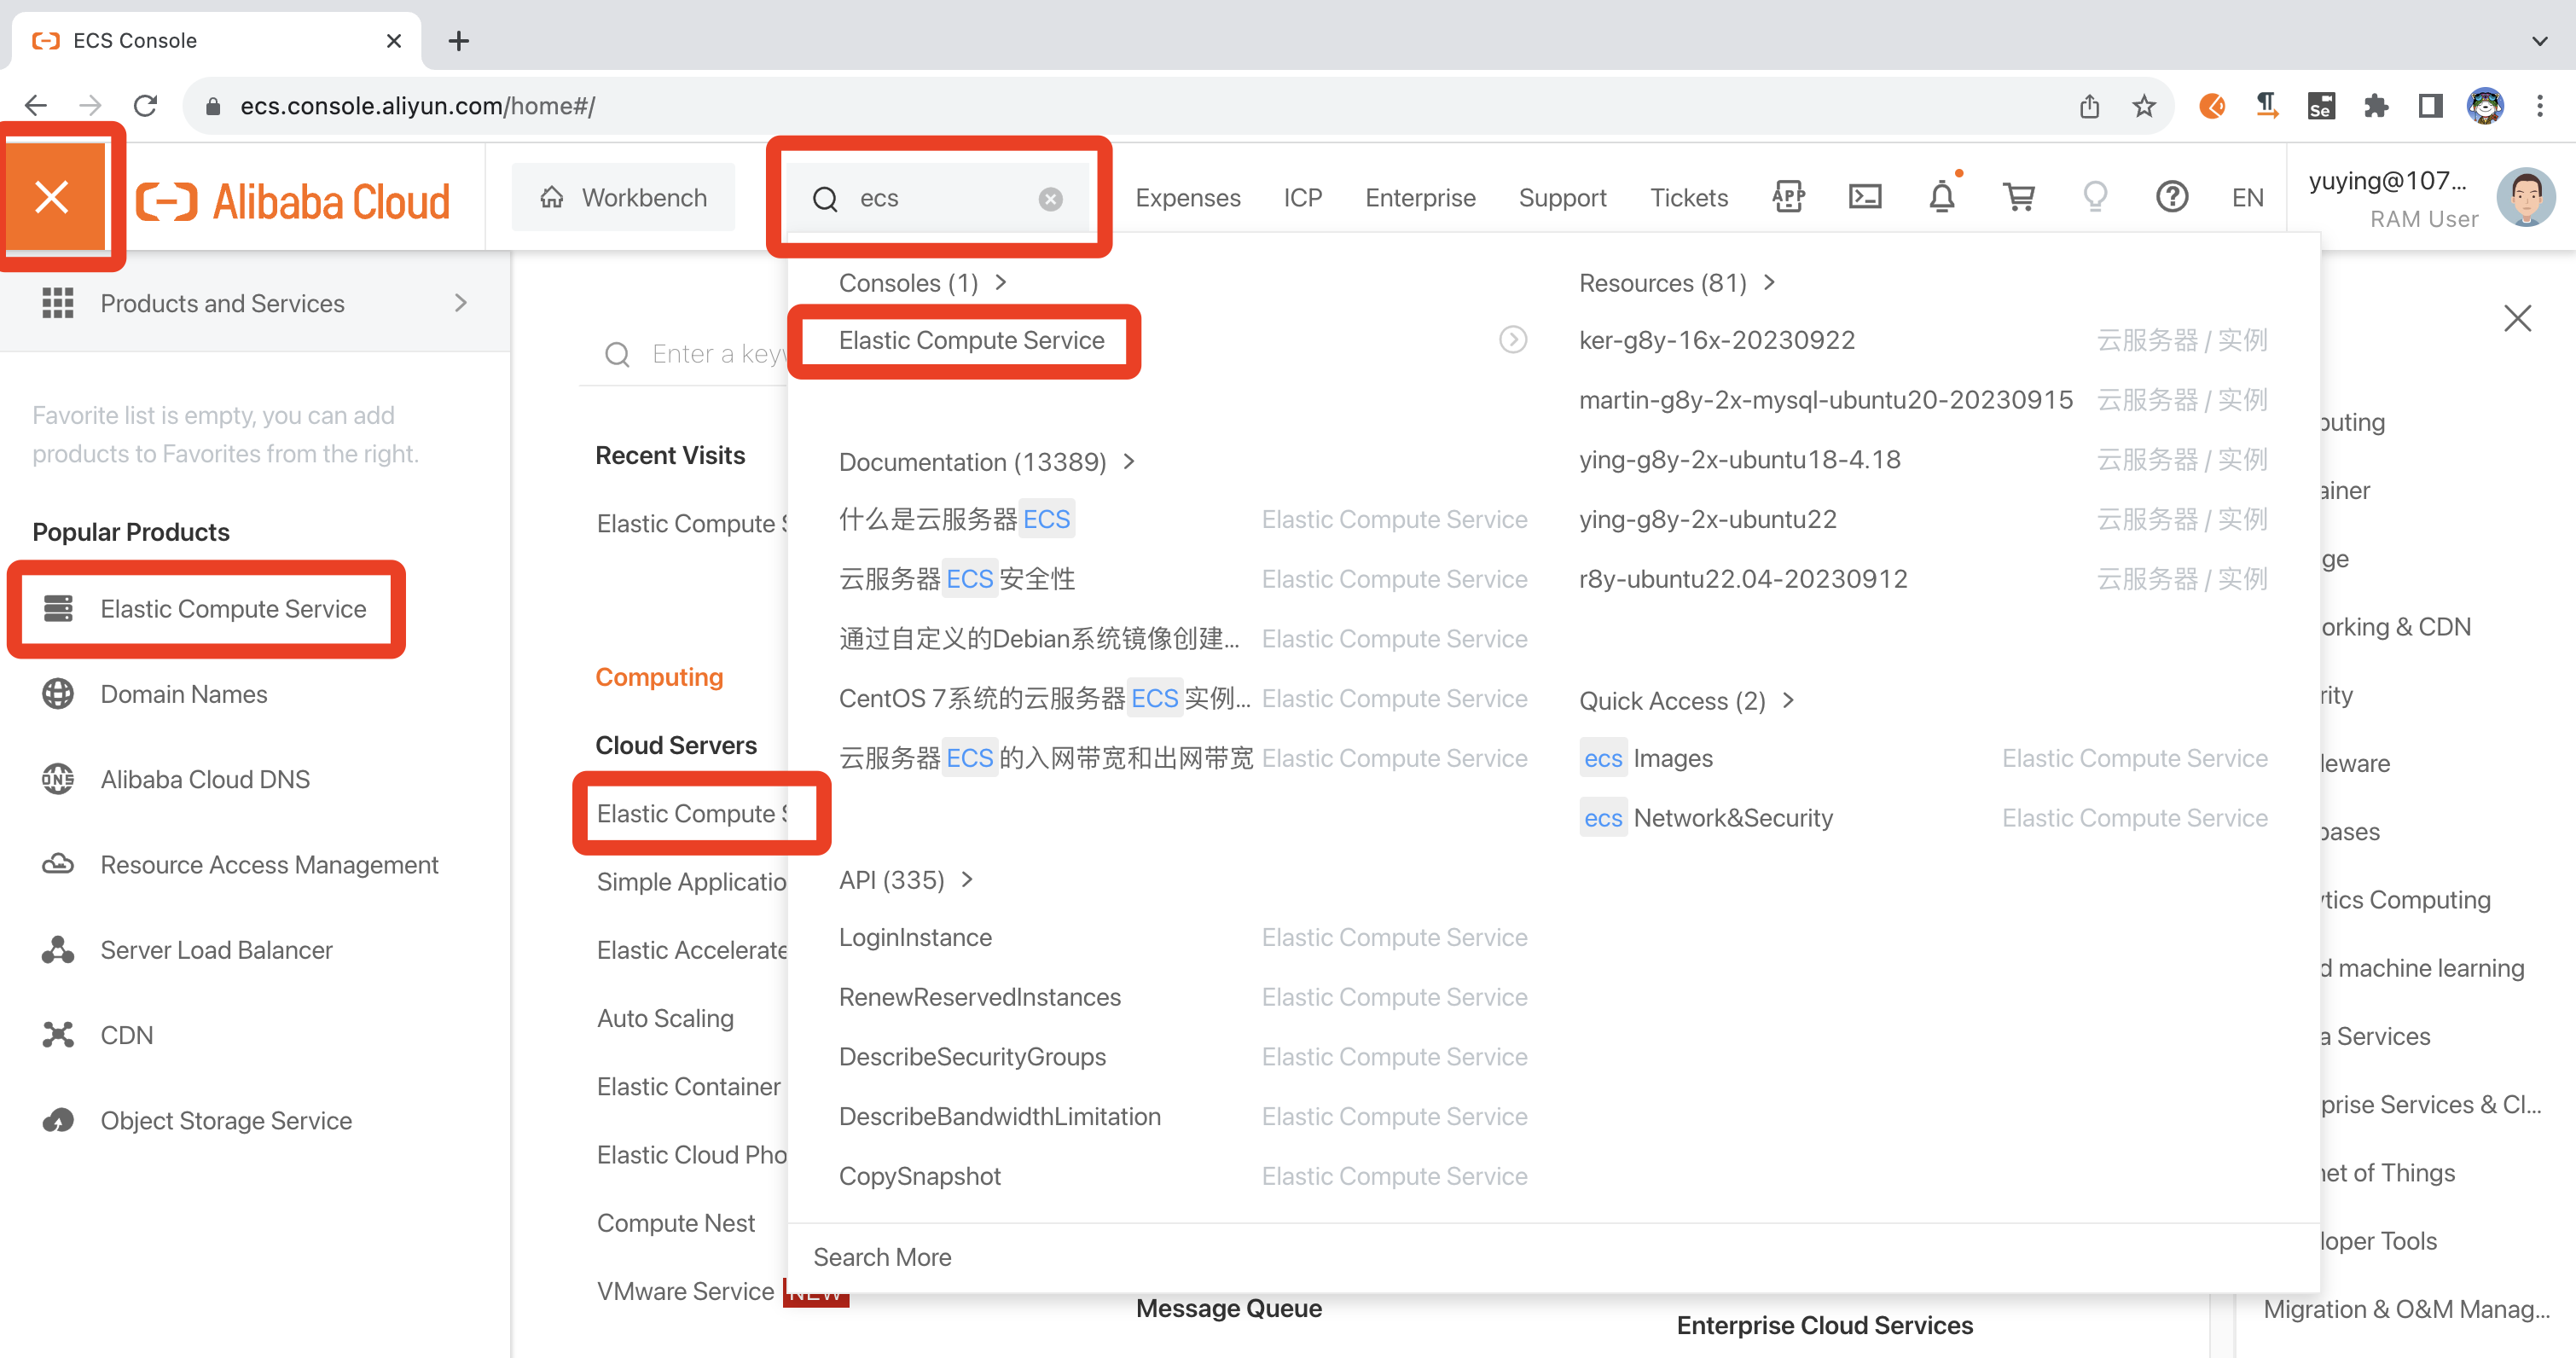 ECS Console
ecs.console.aliyun.com/home#/
Se
Alibaba Cloud
Workbench
ecs
Expenses
ICP
Enterprise
Support
Tickets
APP
EN
yuying@107...
RAM User
Products and Services
Favorite list is empty, you can add
products to Favorites from the right.
Popular Products
Elastic Compute Service
Domain Names
DNS
Alibaba Cloud DNS
Resource Access Management
Server Load Balancer
CDN
Object Storage Service
Enter a key
Recent Visits
Elastic Compute
Computing
Cloud Servers
Elastic Compute
Simple Applicatio
Elastic Accelerate
Auto Scaling
Elastic Container
Elastic Cloud Pho
Compute Nest
VMware Service NEW
Consoles (1)
Elastic Compute Service
Documentation (13389)
什么是云服务器ECS Elastic Compute Service
云服务器ECS安全性 Elastic Compute Service
通过自定义的Debian系统镜像创建... Elastic Compute Service
CentOS 7系统的云服务器ECS实例... Elastic Compute Service
云服务器ECS的入网带宽和出网带宽 Elastic Compute Service
API (335)
LoginInstance Elastic Compute Service
RenewReservedInstances Elastic Compute Service
DescribeSecurityGroups Elastic Compute Service
DescribeBandwidthLimitation Elastic Compute Service
CopySnapshot Elastic Compute Service
Search More
Resources (81)
ker-g8y-16x-20230922 云服务器 / 实例
martin-g8y-2x-mysql-ubuntu20-20230915 云服务器 / 实例
ying-g8y-2x-ubuntu18-4.18 云服务器 / 实例
ying-g8y-2x-ubuntu22 云服务器 / 实例
r8y-ubuntu22.04-20230912 云服务器 / 实例
Quick Access (2)
ecs Images Elastic Compute Service
ecs Network&Security Elastic Compute Service
Message Queue
Enterprise Cloud Services
puting
ainer
ge
orking & CDN
rity
leware
bases
tics Computing
d machine learning
a Services
prise Services & Cl...
net of Things
loper Tools
Migration & O&M Manag...